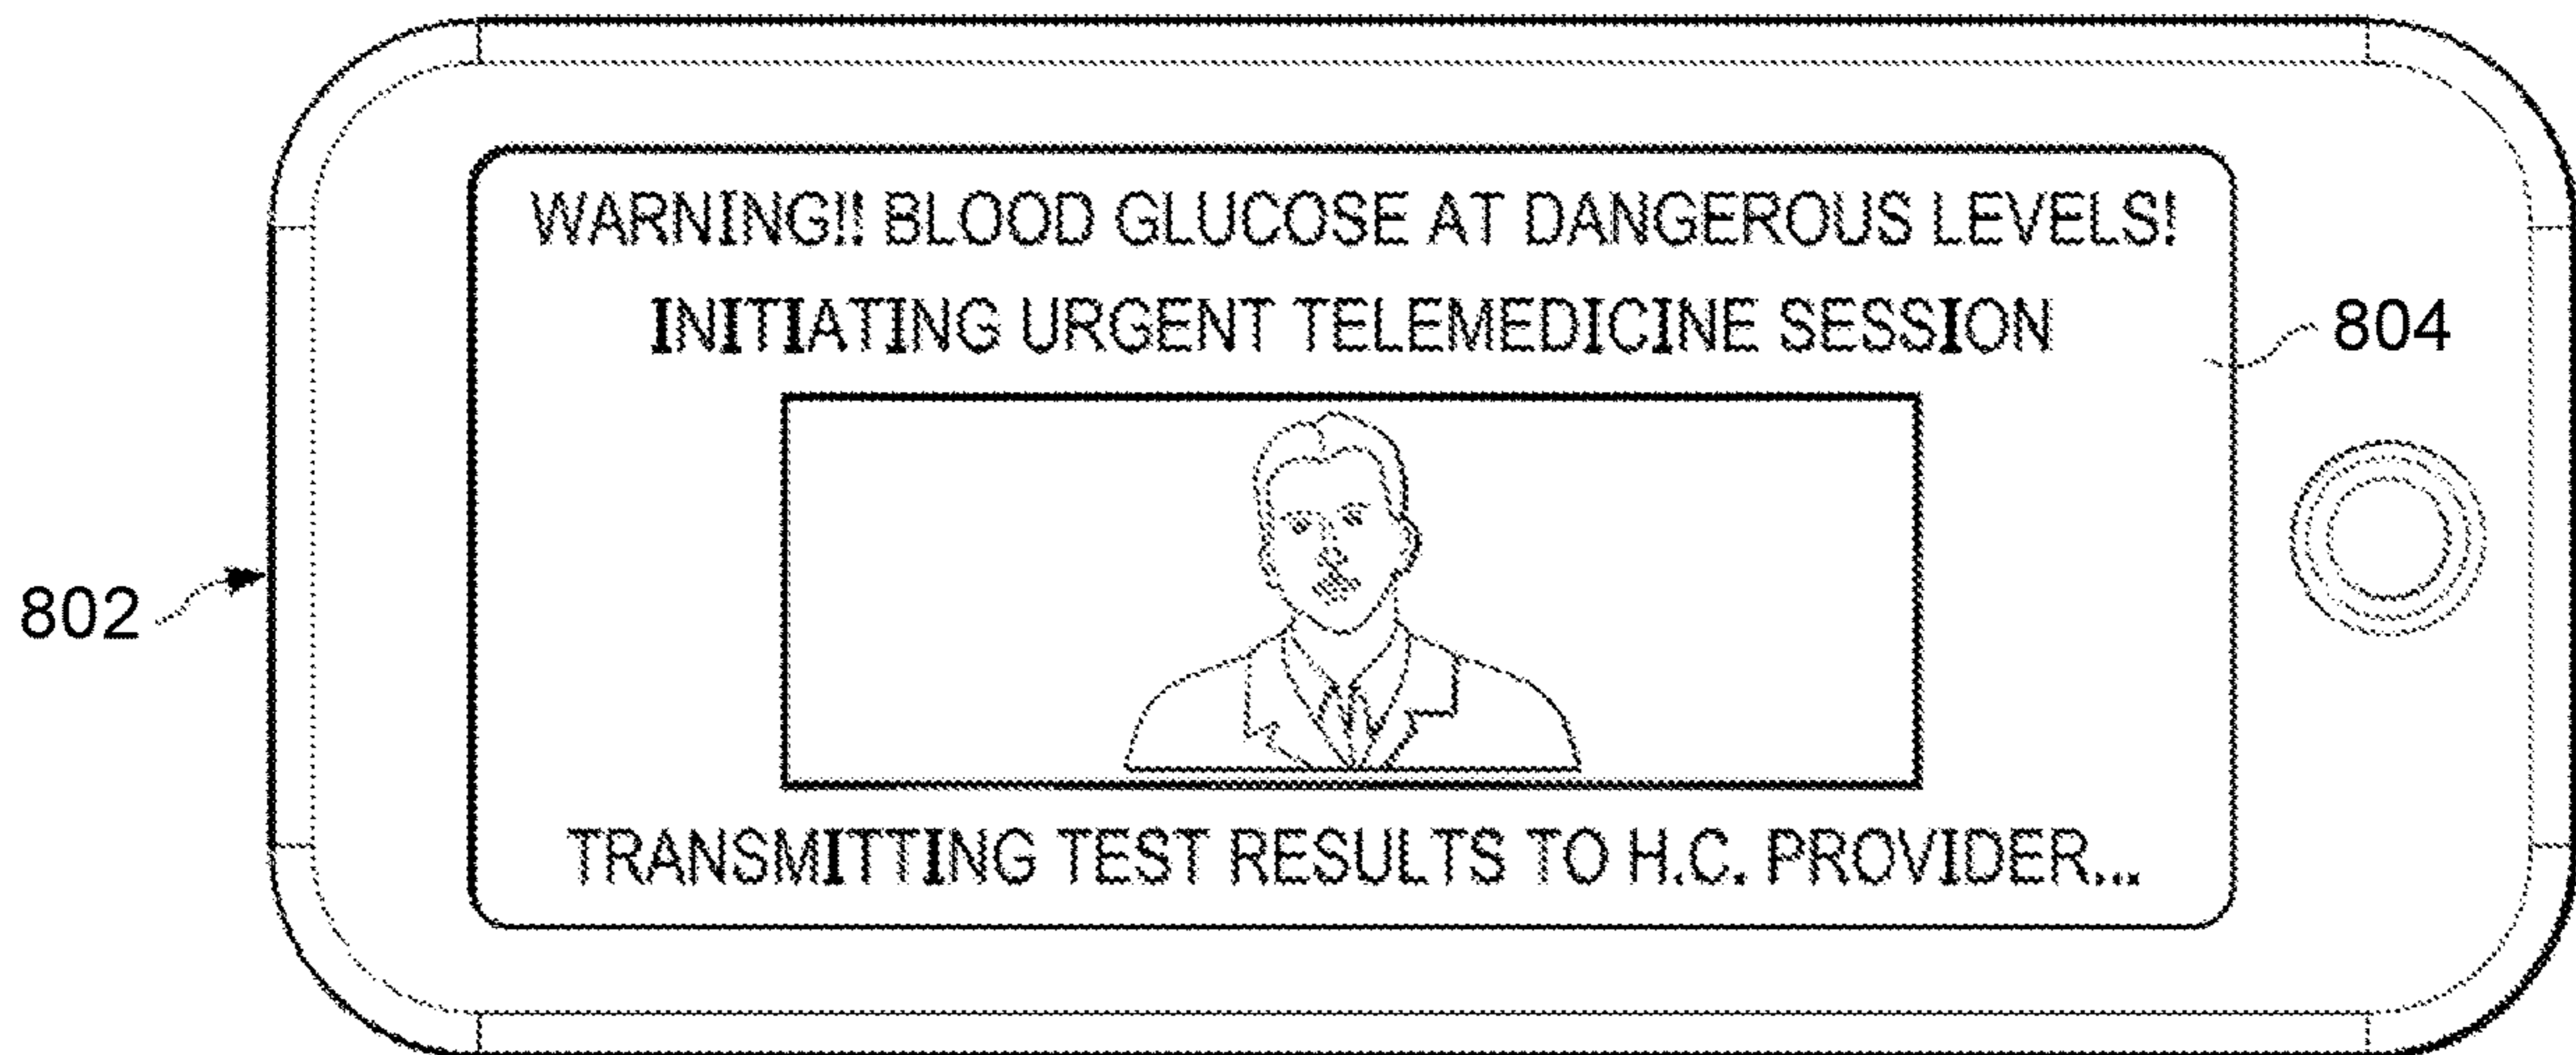 WARNING!! BLOOD GLUCOSE AT DANGEROUS LEVELS!
INITIATING URGENT TELEMEDICINE SESSION
804
802
TRANSMITTING TEST RESULTS TO H.C. PROVIDER...